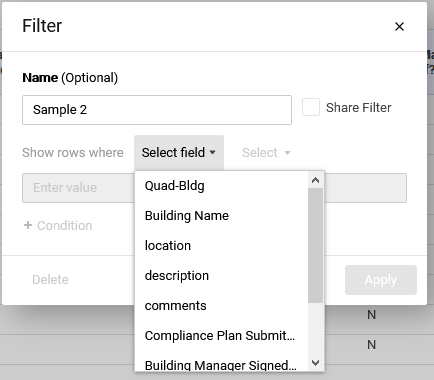 Filter
×
Name (Optional)
Sample 2
Share Filter
Show rows where Select field Select
Enter value
Quad-Bldg
Building Name
location
+ Condition
description
Delete
Apply
comments
N
Compliance Plan Submit...
N
Building Manager Signed...